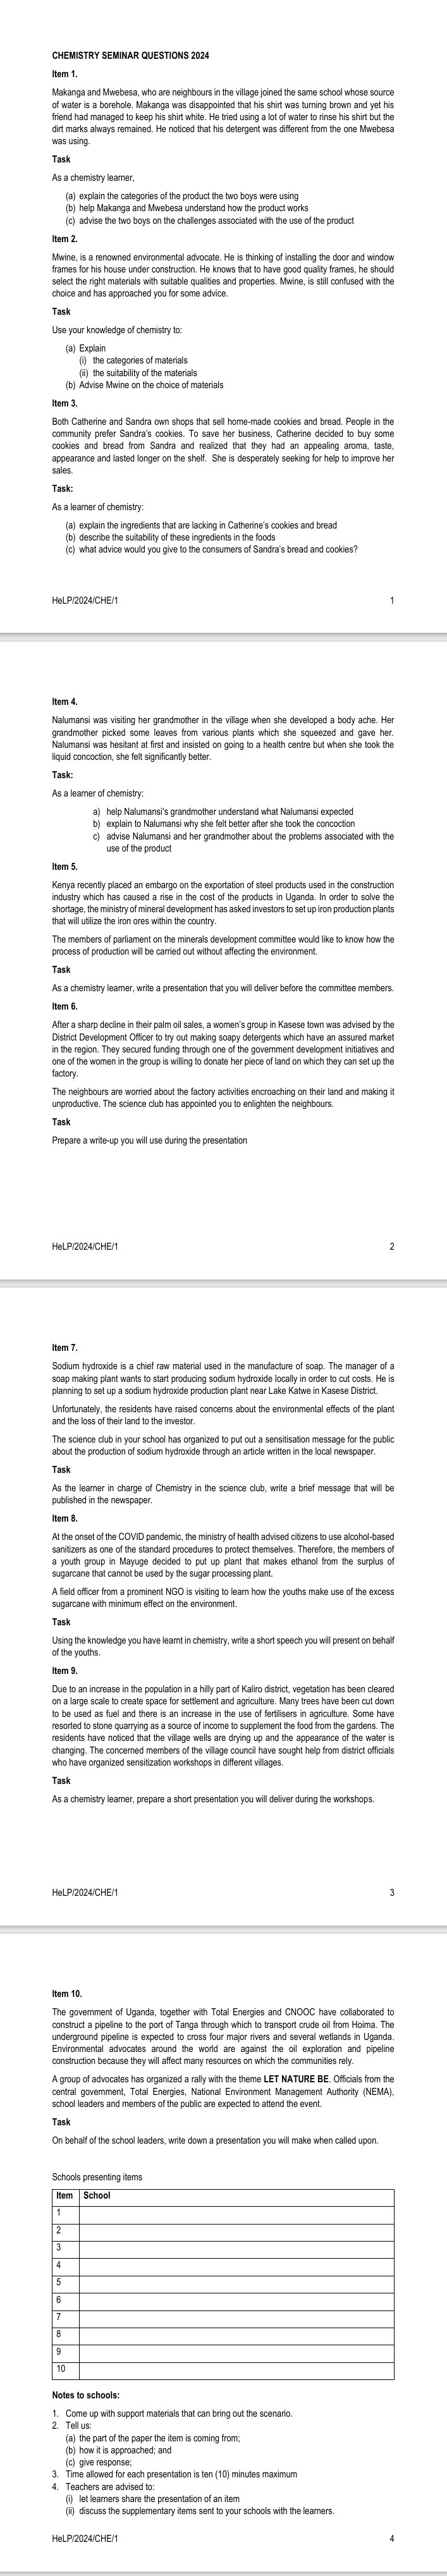 CHEMISTRY SEMINAR QUESTIONS 2024
Item 1.
Makanga and Mwebesa, who are neighbours in the village joined the same school whose source
of water is a borehole. Makanga was disappointed that his shirt was turning brown and yet his
friend had managed to keep his shirt white. He tried using a lot of water to rinse his shirt but the
dirt marks always remained. He noticed that his detergent was different from the one Mwebesa
was using.
Task
As a chemistry learner,
(a) explain the categories of the product the two boys were using
(b) help Makanga and Mwebesa understand how the product works
(c) advise the two boys on the challenges associated with the use of the product
Item 2.
Mwine, is a renowned environmental advocate. He is thinking of installing the door and window
frames for his house under construction. He knows that to have good quality frames, he should
select the right materials with suitable qualities and properties. Mwine, is still confused with the
choice and has approached you for some advice.
Task
Use your knowledge of chemistry to:
(a) Explain
(i) the categories of materials
(ii) the suitability of the materials
(b) Advise Mwine on the choice of materials
Item 3.
Both Catherine and Sandra own shops that sell home-made cookies and bread. People in the
community prefer Sandra's cookies. To save her business, Catherine decided to buy some
cookies and bread from Sandra and realized that they had an appealing aroma, taste,
appearance and lasted longer on the shelf. She is desperately seeking for help to improve her
sales.
Task:
As a learner of chemistry:
(a) explain the ingredients that are lacking in Catherine's cookies and bread
(b) describe the suitability of these ingredients in the foods
(c) what advice would you give to the consumers of Sandra's bread and cookies?
HeLP/2024/CHE/1 1
Item 4.
Nalumansi was visiting her grandmother in the village when she developed a body ache. Her
grandmother picked some leaves from various plants which she squeezed and gave her.
Nalumansi was hesitant at first and insisted on going to a health centre but when she took the
liquid concoction, she felt significantly better.
Task:
As a learner of chemistry:
a) help Nalumansi's grandmother understand what Nalumansi expected
b) explain to Nalumansi why she felt better after she took the concoction
c) advise Nalumansi and her grandmother about the problems associated with the
use of the product
Item 5.
Kenya recently placed an embargo on the exportation of steel products used in the construction
industry which has caused a rise in the cost of the products in Uganda. In order to solve the
shortage, the ministry of mineral development has asked investors to set up iron production plants
that will utilize the iron ores within the country.
The members of parliament on the minerals development committee would like to know how the
process of production will be carried out without affecting the environment.
Task
As a chemistry learner, write a presentation that you will deliver before the committee members.
Item 6.
After a sharp decline in their palm oil sales, a women's group in Kasese town was advised by the
District Development Officer to try out making soapy detergents which have an assured market
in the region. They secured funding through one of the government development initiatives and
one of the women in the group is willing to donate her piece of land on which they can set up the
factory.
The neighbours are worried about the factory activities encroaching on their land and making it
unproductive. The science club has appointed you to enlighten the neighbours.
Task
Prepare a write-up you will use during the presentation
HeLP/2024/CHE/1 2
Item 7.
Sodium hydroxide is a chief raw material used in the manufacture of soap. The manager of a
soap making plant wants to start producing sodium hydroxide locally in order to cut costs. He is
planning to set up a sodium hydroxide production plant near Lake Katwe in Kasese District.
Unfortunately, the residents have raised concerns about the environmental effects of the plant
and the loss of their land to the investor.
The science club in your school has organized to put out a sensitisation message for the public
about the production of sodium hydroxide through an article written in the local newspaper.
Task
As the learner in charge of Chemistry in the science club, write a brief message that will be
published in the newspaper.
Item 8.
At the onset of the COVID pandemic, the ministry of health advised citizens to use alcohol-based
sanitizers as one of the standard procedures to protect themselves. Therefore, the members of
a youth group in Mayuge decided to put up plant that makes ethanol from the surplus of
sugarcane that cannot be used by the sugar processing plant.
A field officer from a prominent NGO is visiting to learn how the youths make use of the excess
sugarcane with minimum effect on the environment.
Task
Using the knowledge you have learnt in chemistry, write a short speech you will present on behalf
of the youths.
Item 9.
Due to an increase in the population in a hilly part of Kaliro district, vegetation has been cleared
on a large scale to create space for settlement and agriculture. Many trees have been cut down
to be used as fuel and there is an increase in the use of fertilisers in agriculture. Some have
resorted to stone quarrying as a source of income to supplement the food from the gardens. The
residents have noticed that the village wells are drying up and the appearance of the water is
changing. The concerned members of the village council have sought help from district officials
who have organized sensitization workshops in different villages.
Task
As a chemistry learner, prepare a short presentation you will deliver during the workshops.
HeLP/2024/CHE/1 3
Item 10.
The government of Uganda, together with Total Energies and CNOOC have collaborated to
construct a pipeline to the port of Tanga through which to transport crude oil from Hoima. The
underground pipeline is expected to cross four major rivers and several wetlands in Uganda.
Environmental advocates around the world are against the oil exploration and pipeline
construction because they will affect many resources on which the communities rely.
A group of advocates has organized a rally with the theme LET NATURE BE. Officials from the
central government, Total Energies, National Environment Management Authority (NEMA),
school leaders and members of the public are expected to attend the event.
Task
On behalf of the school leaders, write down a presentation you will make when called upon.
Schools presenting items
Item School
1
2
3
4
5
6
7
8
9
10
Notes to schools:
1. Come up with support materials that can bring out the scenario.
2. Tell us:
(a) the part of the paper the item is coming from;
(b) how it is approached; and
(c) give response;
3. Time allowed for each presentation is ten (10) minutes maximum
4. Teachers are advised to:
(i) let learners share the presentation of an item
(ii) discuss the supplementary items sent to your schools with the learners.
HeLP/2024/CHE/1 4